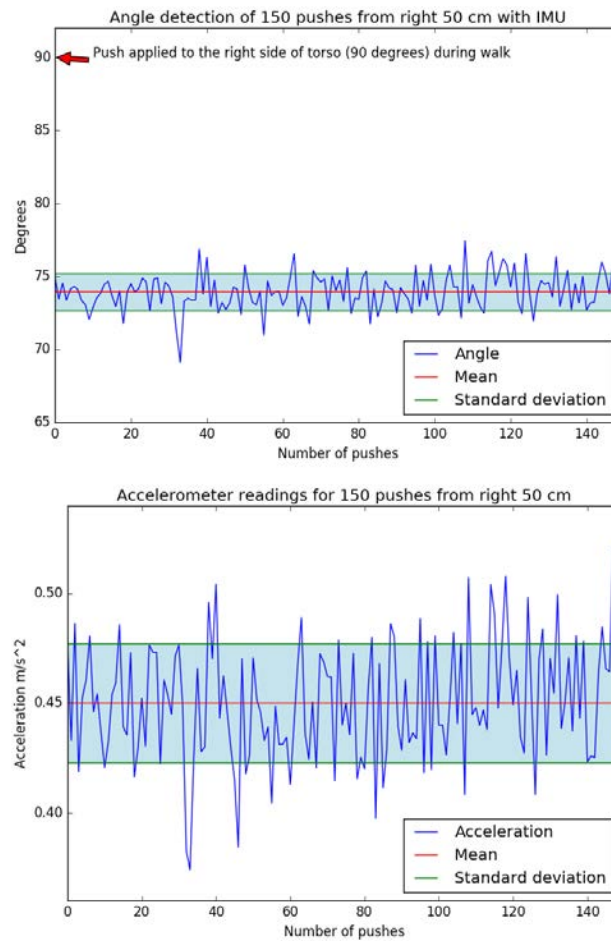 Angle detection of 150 pushes from right 50 cm with IMU
90
Push applied to the right side of torso (90 degrees) during walk
85
80
75
70
65
Degrees
Angle
Mean
Standard deviation
0 20 40 60 80 100 120 140
Number of pushes
Accelerometer readings for 150 pushes from right 50 cm
0.50
0.45
0.40
Acceleration m/s^2
Acceleration
Mean
Standard deviation
0 20 40 60 80 100 120 140
Number of pushes